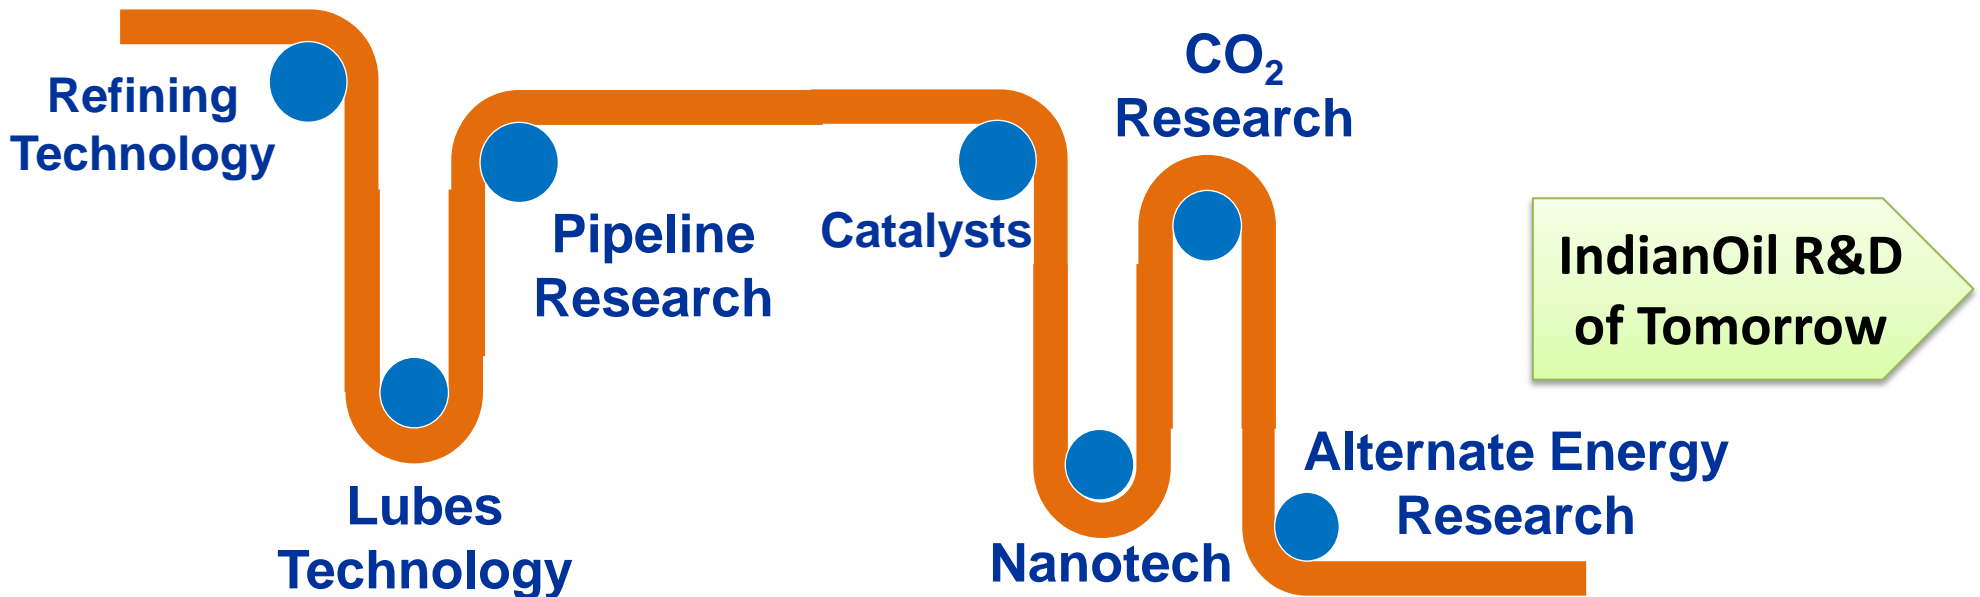 Refining
Technology
Lubes
Technology
Pipeline
Research
Catalysts
Nanotech
CO₂
Research
Alternate Energy
Research
IndianOil R&D
of Tomorrow